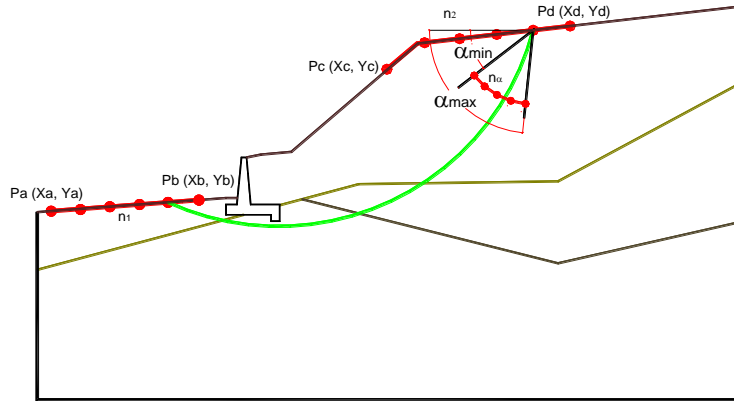 n2
Pd (Xd, Yd)
αmin
Pc (Xc, Yc)
nα
αmax
Pb (Xb, Yb)
Pa (Xa, Ya)
n1